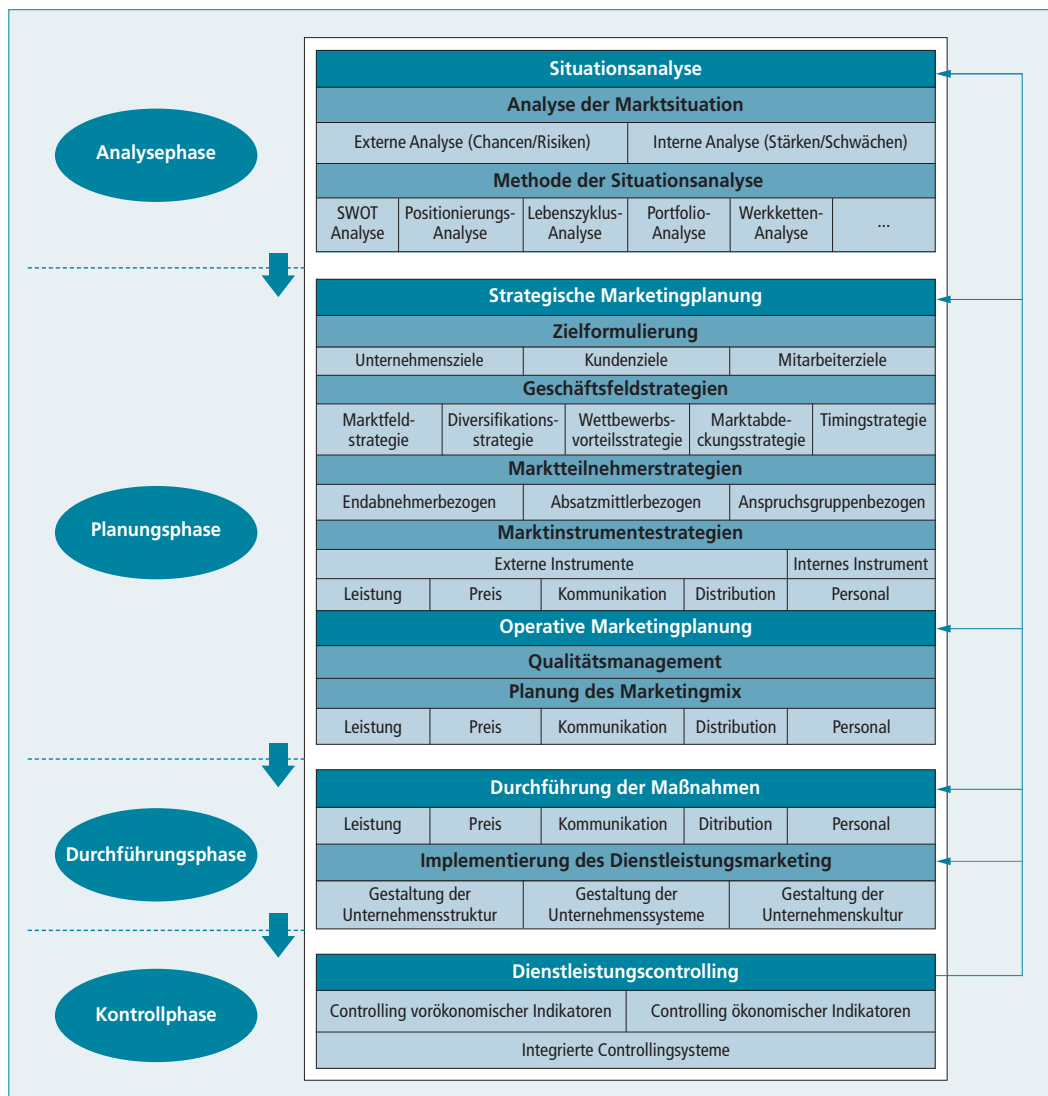 Situationsanalyse
Analyse der Marktsituation
Externe Analyse (Chancen/Risiken)
Interne Analyse (Stärken/Schwächen)
Methode der Situationsanalyse
SWOT
Analyse
Positionierungs-
Analyse
Lebenszyklus-
Analyse
Portfolio-
Analyse
Werkketten-
Analyse
...
Analysephase
Strategische Marketingplanung
Zielformulierung
Unternehmensziele
Kundenziele
Mitarbeiterziele
Geschäftsfeldstrategien
Marktfeld-
strategie
Diversifikations-
strategie
Wettbewerbs-
vorteilsstrategie
Marktabde-
ckungsstrategie
Timingstrategie
Marktteilnehmerstrategien
Endabnehmerbezogen
Absatzmittlerbezogen
Anspruchsgruppenbezogen
Marktinstrumentestrategien
Externe Instrumente
Internes Instrument
Leistung
Preis
Kommunikation
Distribution
Personal
Planungsphase
Operative Marketingplanung
Qualitätsmanagement
Planung des Marketingmix
Leistung
Preis
Kommunikation
Distribution
Personal
Durchführung der Maßnahmen
Leistung
Preis
Kommunikation
Ditribution
Personal
Durchführungsphase
Implementierung des Dienstleistungsmarketing
Gestaltung der
Unternehmensstruktur
Gestaltung der
Unternehmenssysteme
Gestaltung der
Unternehmenskultur
Dienstleistungscontrolling
Controlling vorökonomischer Indikatoren
Controlling ökonomischer Indikatoren
Integrierte Controllingsysteme
Kontrollphase